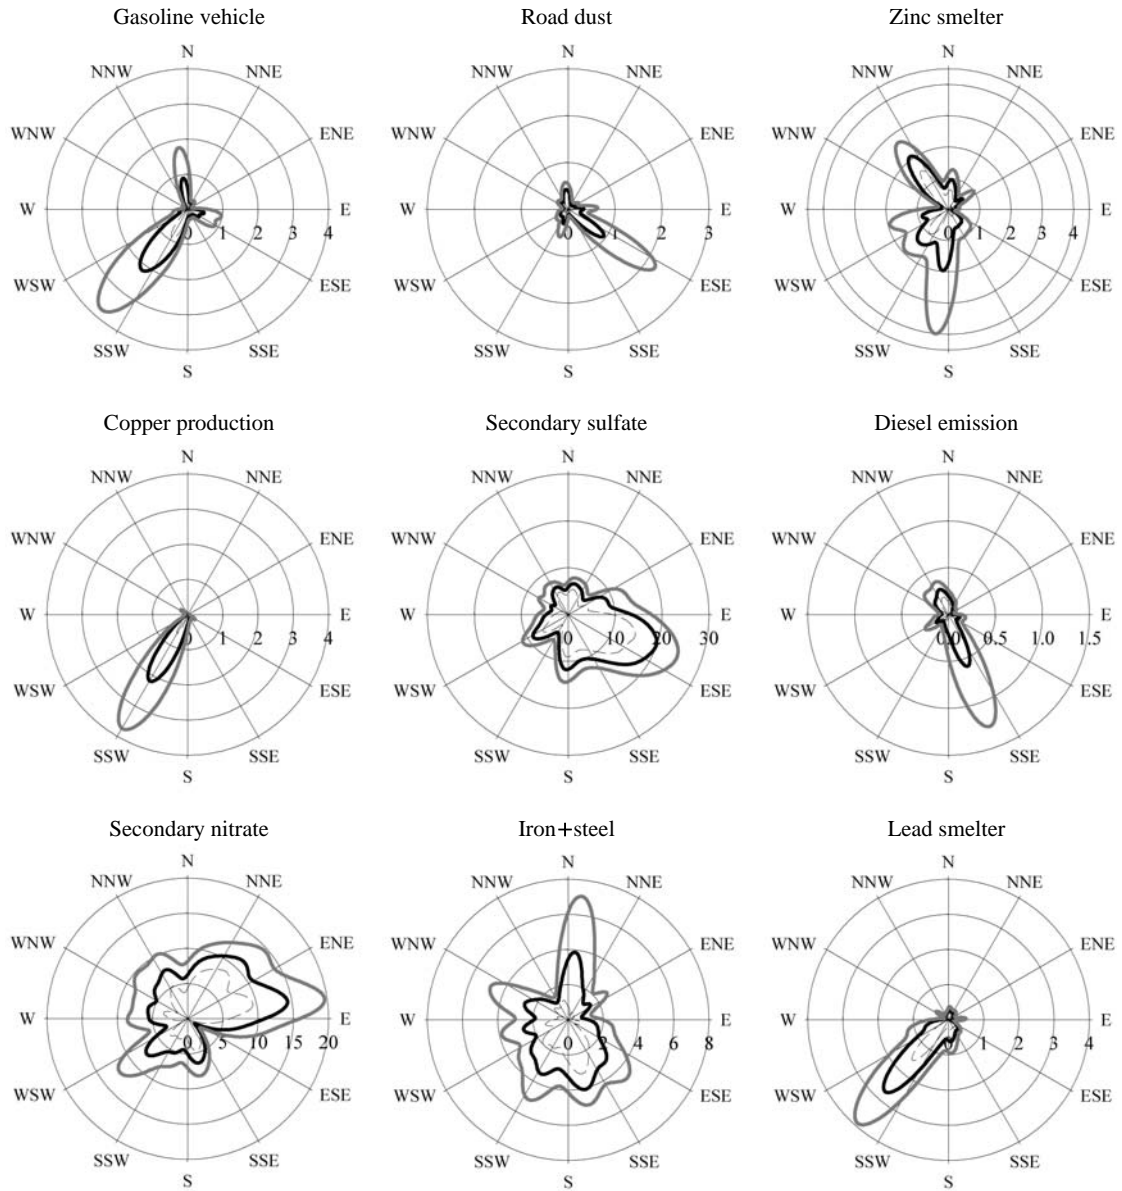 Gasoline vehicle Road dust Zinc smelter
N N N
NNW NNE NNW NNE NNW NNE
WNW ENE WNW ENE WNW ENE
W E W E W E
0 1 2 3 4 0 1 2 3 0 1 2 3 4
WSW ESE WSW ESE WSW ESE
SSW SSE SSW SSE SSW SSE
S S S
Copper production Secondary sulfate Diesel emission
N N N
NNW NNE NNW NNE NNW NNE
WNW ENE WNW ENE WNW ENE
W E W E W E
0 1 2 3 4 0 10 20 30 0.0 0.5 1.0 1.5
WSW ESE WSW ESE WSW ESE
SSW SSE SSW SSE SSW SSE
S S S
Secondary nitrate Iron+steel Lead smelter
N N N
NNW NNE NNW NNE NNW NNE
WNW ENE WNW ENE WNW ENE
W E W E W E
0 5 10 15 20 0 2 4 6 8 0 1 2 3 4
WSW ESE WSW ESE WSW ESE
SSW SSE SSW SSE SSW SSE
S S S